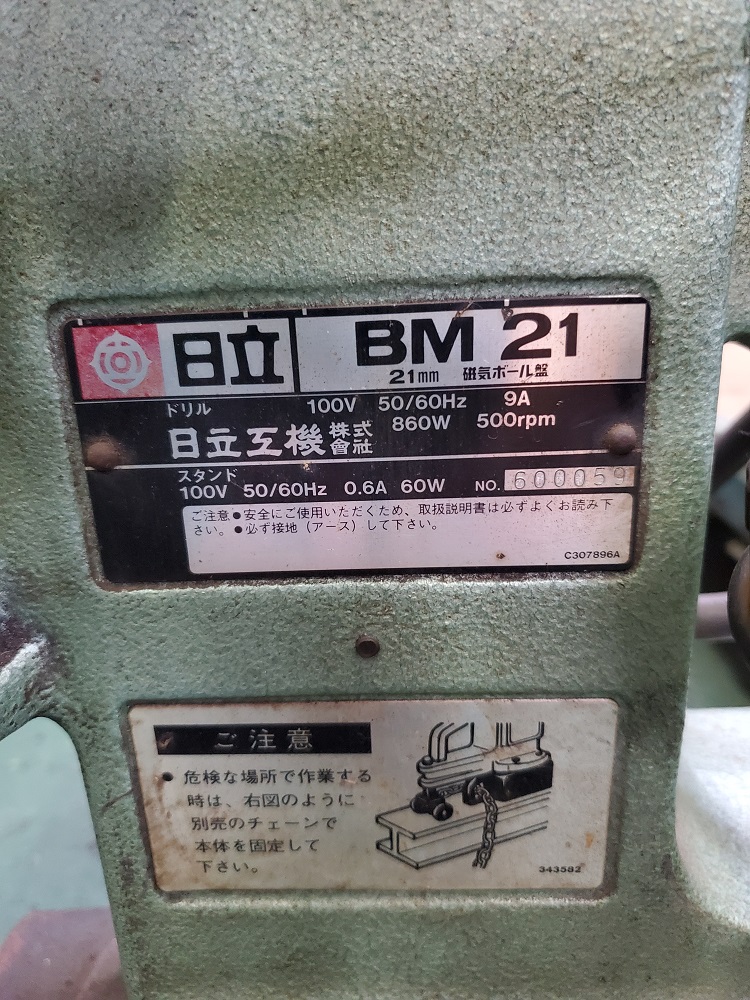 日立
BM 21
21mm 磁気ボール盤
ドリル 100V 50/60Hz 9A
860W 500rpm
日立工機株式會社
スタンド
100V 50/60Hz 0.6A 60W NO. 600059
ご注意●安全にご使用いただくため、取扱説明書は必ずよくお読み下
さい。●必ず接地(アース)して下さい。
C307896A
ご注意
●危検な場所で作業する
時は、右図のように
別売のチェーンで
本体を固定して
下さい。
343582